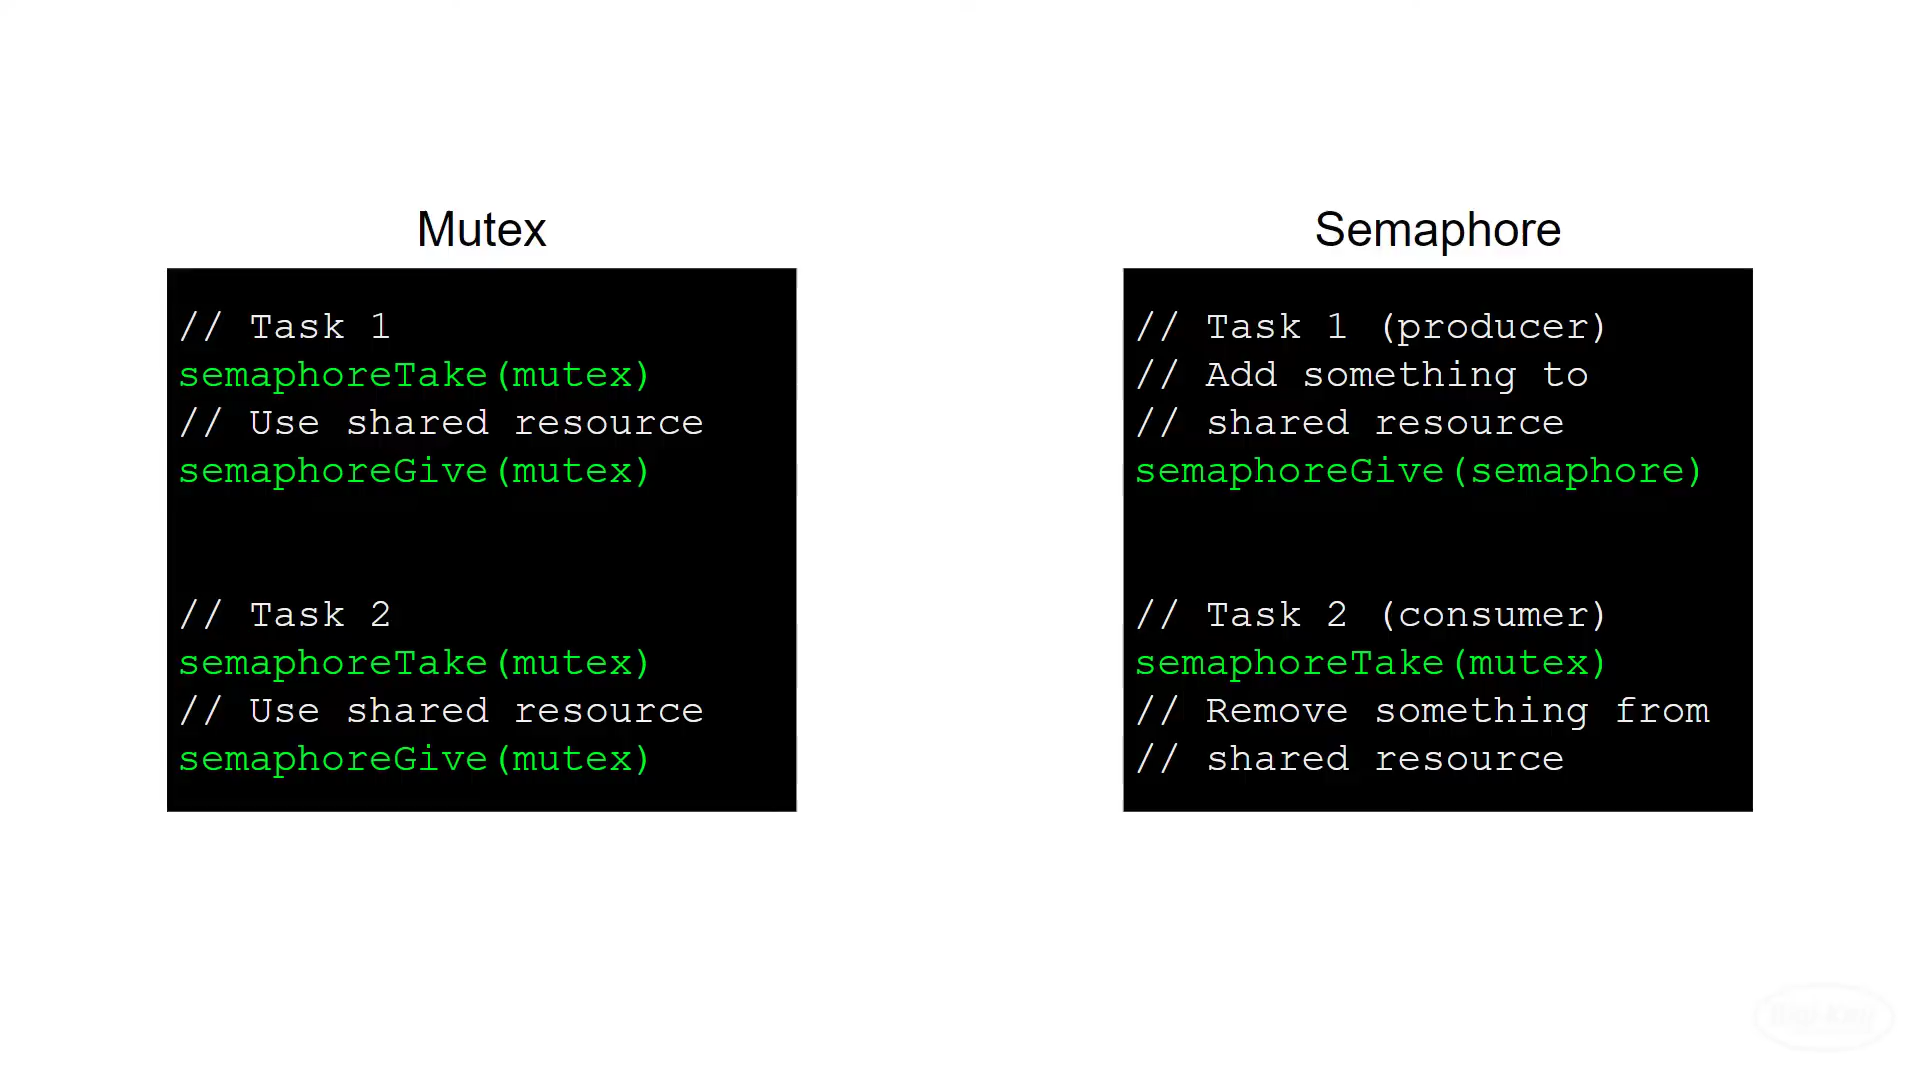 Mutex
// Task 1
semaphoreTake(mutex)
// Use shared resource
semaphoreGive(mutex)
// Task 2
semaphoreTake(mutex)
// Use shared resource
semaphoreGive(mutex)
Semaphore
// Task 1 (producer)
// Add something to
// shared resource
semaphoreGive(semaphore)
// Task 2 (consumer)
semaphoreTake(mutex)
// Remove something from
// shared resource
Digi-Key